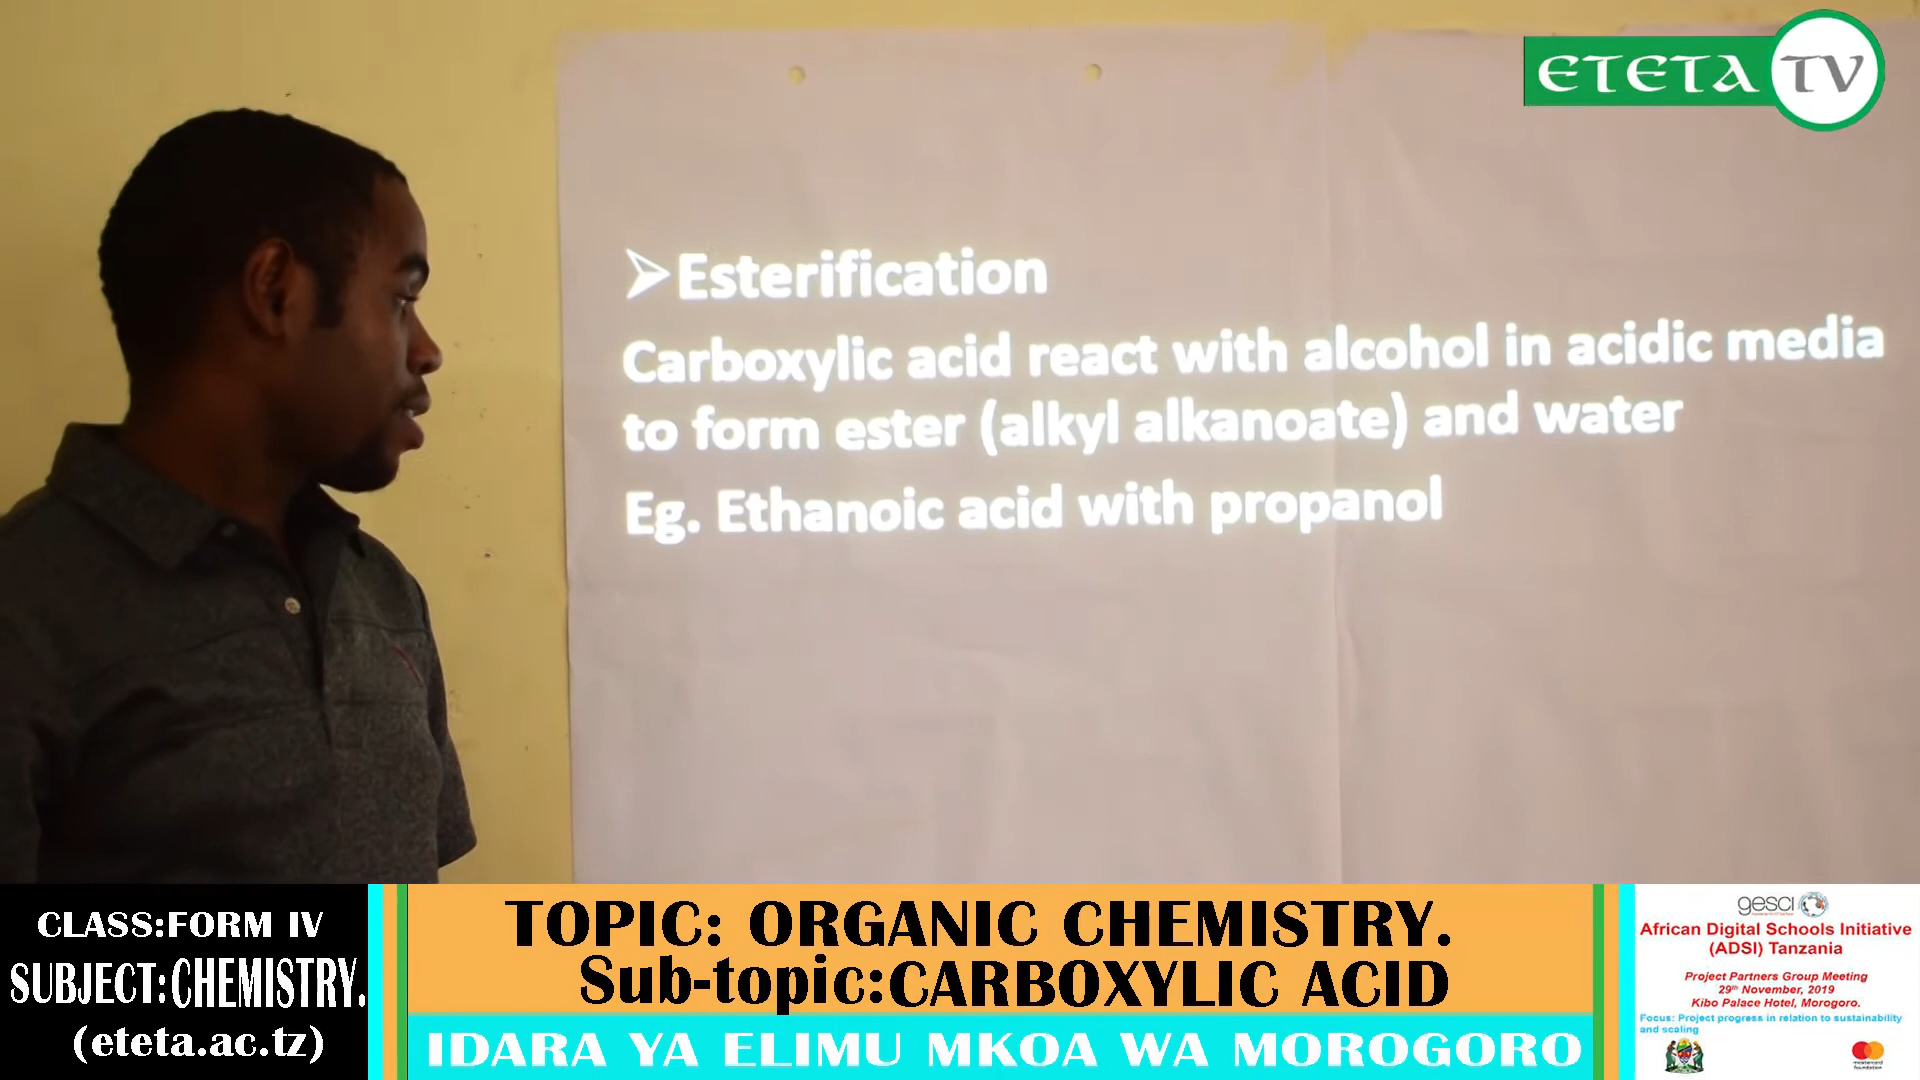 ETETA TV
➢Esterification
Carboxylic acid react with alcohol in acidic media
to form ester (alkyl alkanoate) and water
Eg. Ethanoic acid with propanol
CLASS:FORM IV
SUBJECT:CHEMISTRY.
(eteta.ac.tz)
TOPIC: ORGANIC CHEMISTRY.
Sub-topic:CARBOXYLIC ACID
IDARA YA ELIMU MKOA WA MOROGORO
gesci
African Digital Schools Initiative
(ADSI) Tanzania
Project Partners Group Meeting
29th November, 2019
Kibo Palace Hotel, Morogoro.
Focus: Project progress in relation to sustainability
and scaling
mastercard
foundation